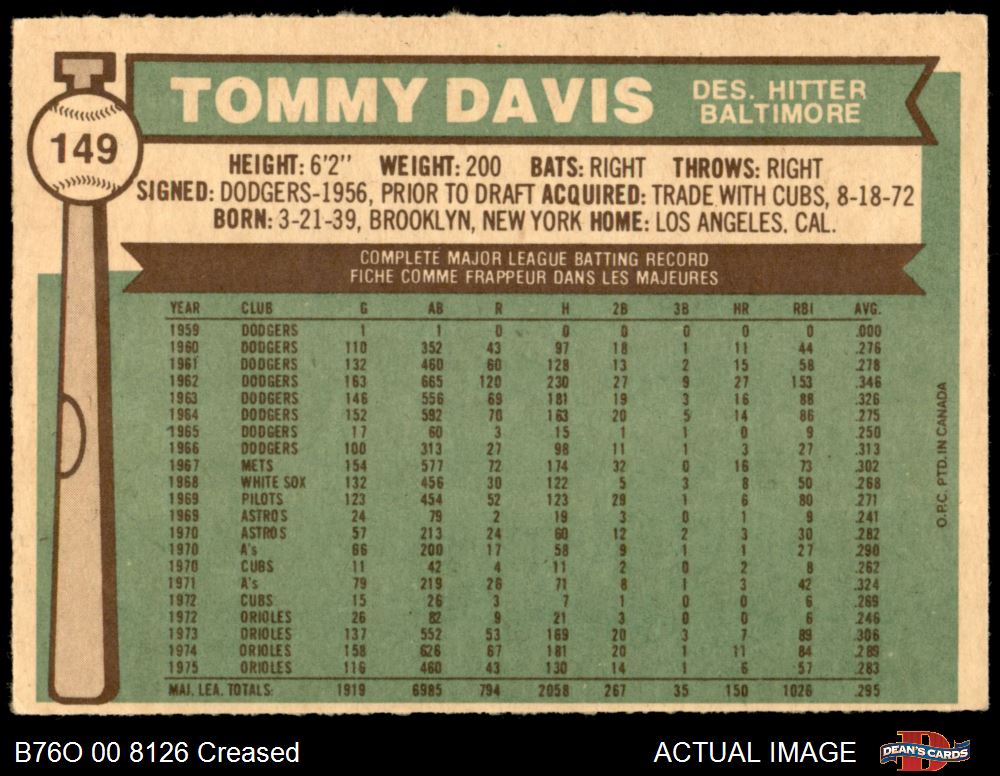 TOMMY DAVIS
DES. HITTER
BALTIMORE
149
HEIGHT: 6'2" WEIGHT: 200 BATS: RIGHT THROWS: RIGHT
SIGNED: DODGERS-1956, PRIOR TO DRAFT ACQUIRED: TRADE WITH CUBS, 8-18-72
BORN: 3-21-39, BROOKLYN, NEW YORK HOME: LOS ANGELES, CAL.
COMPLETE MAJOR LEAGUE BATTING RECORD
FICHE COMME FRAPPEUR DANS LES MAJEURES
YEAR CLUB G AB R H 2B 3B HR RBI AVG.
1959 DODGERS 1 1 0 0 0 0 0 0 .000
1960 DODGERS 110 352 43 97 18 1 11 44 .276
1961 DODGERS 132 460 60 128 13 2 15 58 .278
1962 DODGERS 163 665 120 230 27 9 27 153 .346
1963 DODGERS 146 556 69 181 19 3 16 88 .326
1964 DODGERS 152 592 70 163 20 5 14 86 .275
1965 DODGERS 17 60 3 15 1 1 0 9 .250
1966 DODGERS 100 313 27 98 11 1 3 27 .313
1967 METS 154 577 72 174 32 0 16 73 .302
1968 WHITE SOX 132 456 30 122 5 3 8 50 .268
1969 PILOTS 123 454 52 123 29 1 6 80 .271
1969 ASTROS 24 79 2 19 3 0 1 9 .241
1970 ASTROS 57 213 24 60 12 2 3 30 .282
1970 A's 66 200 17 58 9 1 1 27 .290
1970 CUBS 11 42 4 11 2 0 2 8 .262
1971 A's 79 219 26 71 8 1 3 42 .324
1972 CUBS 15 26 3 7 1 0 0 6 .269
1972 ORIOLES 26 82 9 21 3 0 0 6 .246
1973 ORIOLES 137 552 53 169 20 3 7 89 .306
1974 ORIOLES 158 626 67 181 20 1 11 84 .289
1975 ORIOLES 116 460 43 130 14 1 6 57 .283
MAJ. LEA. TOTALS: 1919 6985 794 2058 267 35 150 1026 .295
O.P.C. PTD. IN CANADA
B76O 00 8126 Creased
ACTUAL IMAGE
D
DEAN'S CARDS